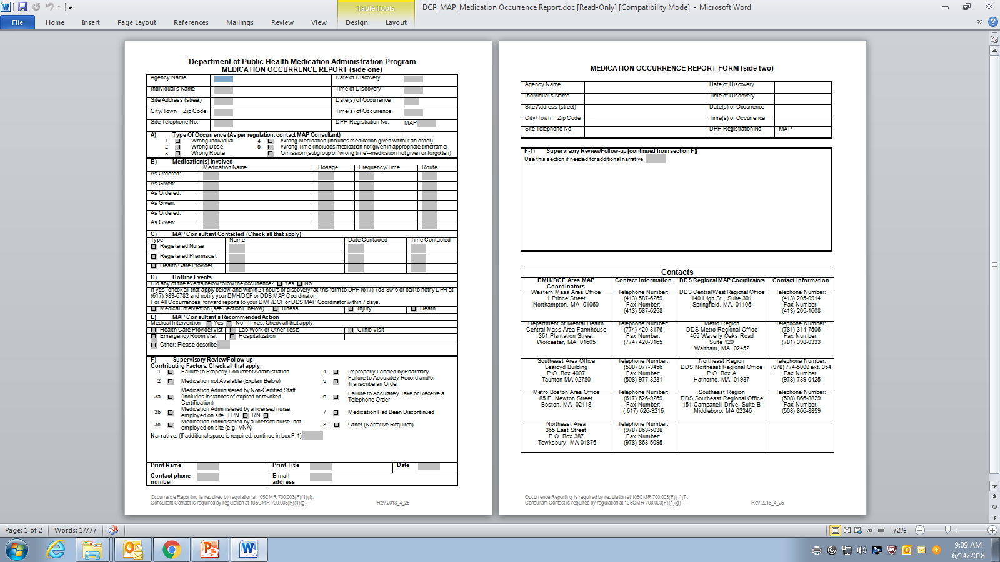 DCP_MAP_Medication Occurrence Report.doc [Read-Only] [Compatibility Mode] - Microsoft Word
Table Tools
File Home Insert Page Layout References Mailings Review View Design Layout
Department of Public Health Medication Administration Program
MEDICATION OCCURRENCE REPORT (side one)
Agency Name Date of Discovery
Individual's Name Time of Discovery
Site Address (street) Date(s) of Occurrence
City/Town Zip Code Time(s) of Occurrence
Site Telephone No. DPH Registration No. MAP
A) Type Of Occurrence (As per regulation, contact MAP Consultant)
1 Wrong Individual 4 Wrong Medication (includes medication given without an order)
2 Wrong Dose 5 Wrong Time (includes medication not given in appropriate timeframe)
3 Wrong Route Omission (subgroup of 'wrong time'--medication not given or forgotten)
B) Medication(s) Involved
Medication Name Dosage Frequency/Time Route
As Ordered:
As Given:
As Ordered:
As Given:
As Ordered:
As Given:
C) MAP Consultant Contacted (Check all that apply)
Type Name Date Contacted Time Contacted
Registered Nurse
Registered Pharmacist
Health Care Provider
D) Hotline Events
Did any of the events below follow the occurrence? Yes No
If yes, check all that apply below, and within 24 hours of discovery fax this form to DPH (617) 753-8046 or call to notify DPH at
(617) 983-6782 and notify your DMH/DCF or DDS MAP Coordinator.
For All Occurrences, forward reports to your DMH/DCF or DDS MAP Coordinator within 7 days.
Medical Intervention (see Section E below) Illness Injury Death
E) MAP Consultant's Recommended Action
Medical Intervention Yes No If Yes, Check all that apply.
Health Care Provider Visit Lab Work or Other Tests Clinic Visit
Emergency Room Visit Hospitalization
Other: Please describe
F) Supervisory Review/Follow-up
Contributing Factors: Check all that apply.
1 Failure to Properly Document Administration 4 Improperly Labeled by Pharmacy
2 Medication not Available (Explain Below) 5 Failure to Accurately Record and/or
Transcribe an Order
3a Medication Administered by Non-Certified Staff
(includes instances of expired or revoked
Certification) 6 Failure to Accurately Take or Receive a
Telephone Order
3b Medication Administered by a licensed nurse,
employed on site. LPN RN 7 Medication Had Been Discontinued
3c Medication Administered by a licensed nurse, not
employed on site (e.g., VNA) 8 Other (Narrative Required)
Narrative: (If additional space is required, continue in box F-1)
Print Name Print Title Date
Contact phone
number E-mail
address
Occurrence Reporting is required by regulation at 105CMR 700.003(F)(1)(f).
Consultant Contact is required by regulation at 105CMR 700.003(F)(1)(g) Rev.2018_4_25
MEDICATION OCCURRENCE REPORT FORM (side two)
Agency Name Date of Discovery
Individual's Name Time of Discovery
Site Address (street) Date(s) of Occurrence
City/Town Zip Code Time(s) of Occurrence
Site Telephone No. DPH Registration No. MAP
F-1) Supervisory Review/Follow-up [continued from section F)]
Use this section if needed for additional narrative.
Contacts
DMH/DCF Area MAP
Coordinators Contact Information DDS Regional MAP Coordinators Contact Information
Western Mass Area Office Telephone Number: DDS Central West Regional Office Telephone Number:
1 Prince Street (413) 587-6269 140 High St., Suite 301 (413) 205-0914
Northampton, MA 01060 Fax Number: Springfield, MA. 01105 Fax Number:
(413) 587-6258 (413) 205-1608
Department of Mental Health Telephone Number: Metro Region Telephone Number:
Central Mass Area Farmhouse (774) 420-3176 DDS-Metro Regional Office (781) 314-7506
361 Plantation Street Fax Number: 465 Waverly Oaks Road Fax Number:
Worcester, MA 01605 (774) 420-3165 Suite 120 (781) 398-0333
Waltham, MA 02452
Southeast Area Office Telephone Number: Northeast Region Telephone Number:
Learoyd Building (508) 977-3456 DDS Northeast Regional Office (978) 774-5000 ext. 354
P.O. Box 4007 Fax Number: P.O. Box A Fax Number:
Taunton MA 02780 (508) 977-3231 Hathorne, MA 01937 (978) 739-0425
Metro Boston Area Office Telephone Number: Southeast Region Telephone Number:
85 E. Newton Street (617) 626-9269 DDS Southeast Regional Office (508) 866-8829
Boston, MA 02118 Fax Number: 151 Campanelli Drive, Suite B Fax Number:
( 617) 626-9216 Middleboro, MA 02346 (508) 866-8859
Northeast Area Telephone Number:
365 East Street (978) 863-5038
P.O. Box 387 Fax Number:
Tewksbury, MA 01876 (978) 863-5095
Occurrence Reporting is required by regulation at 105CMR 700.003(F)(1)(f).
Consultant Contact is required by regulation at 105CMR 700.003(F)(1)(g) Rev.2018_4_25
Page: 1 of 2 Words: 1/777 72%
9:09 AM
6/14/2018